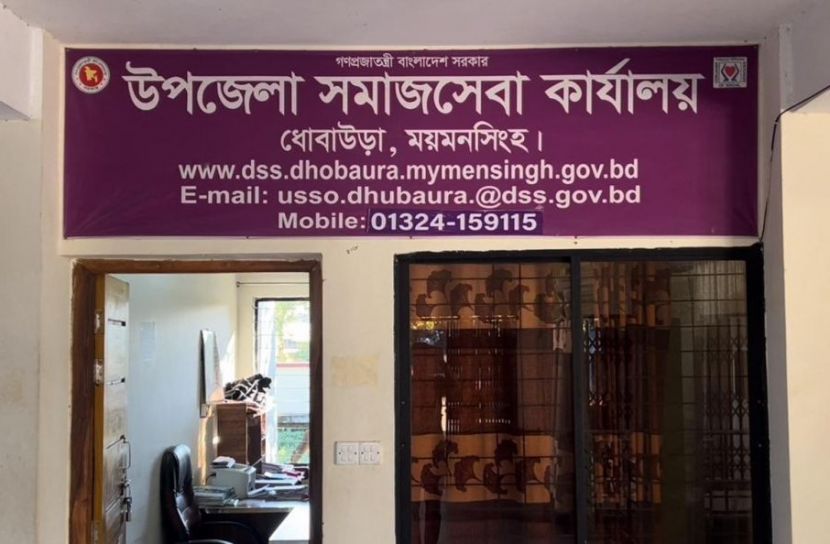 গণপ্রজাতন্ত্রী বাংলাদেশ সরকার
উপজেলা সমাজসেবা কার্যালয়
ধোবাউড়া, ময়মনসিংহ।
www.dss.dhobaura.mymensingh.gov.bd
E-mail: usso.dhubaura.@dss.gov.bd
Mobile: 01324-159115